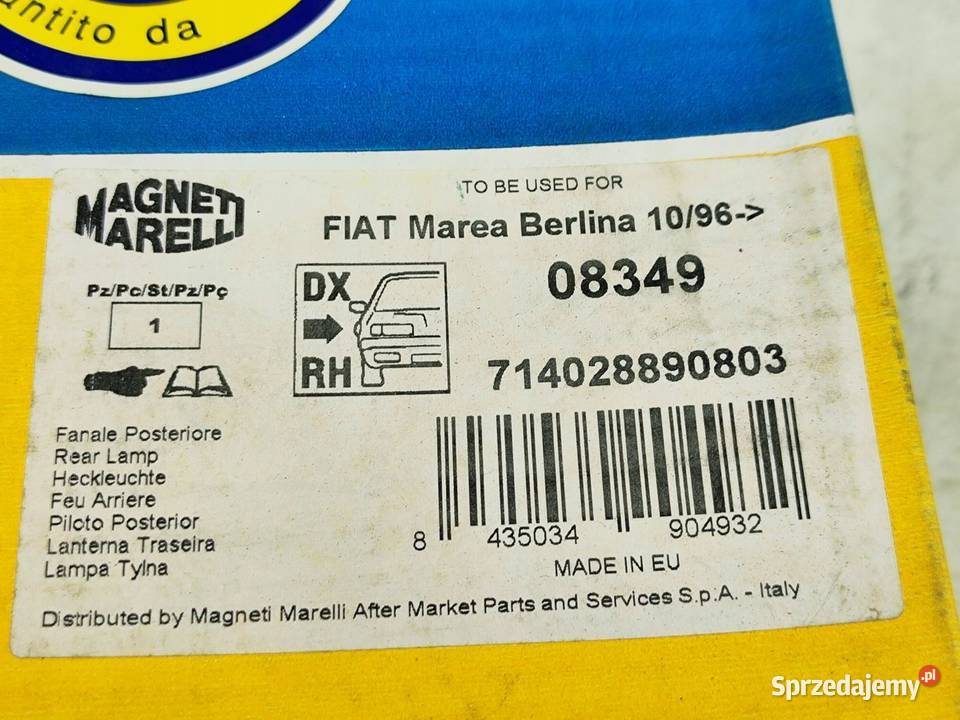 antito da
MAGNETI
MARELLI
TO BE USED FOR
FIAT Marea Berlina 10/96->
08349
Pz/Pc/St/Pz/Pç
1
DX
RH
714028890803
Fanale Posteriore
Rear Lamp
Heckleuchte
Feu Arriere
Piloto Posterior
Lanterna Traseira
Lampa Tylna
8 435034 904932
MADE IN EU
Distributed by Magneti Marelli After Market Parts and Services S.p.A. - Italy
Sprzedajemy.pl